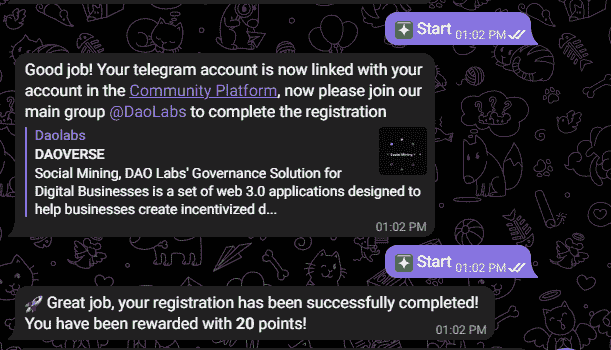 Start 01:02 PM
Good job! Your telegram account is now linked with your
account in the Community Platform, now please join our
main group @DaoLabs to complete the registration
Daolabs
DAOVERSE
Social Mining, DAO Labs' Governance Solution for
Digital Businesses is a set of web 3.0 applications designed to
help businesses create incentivized d...
Social Mining
01:02 PM
Start 01:02 PM
🚀 Great job, your registration has been successfully completed!
You have been rewarded with 20 points!
01:02 PM